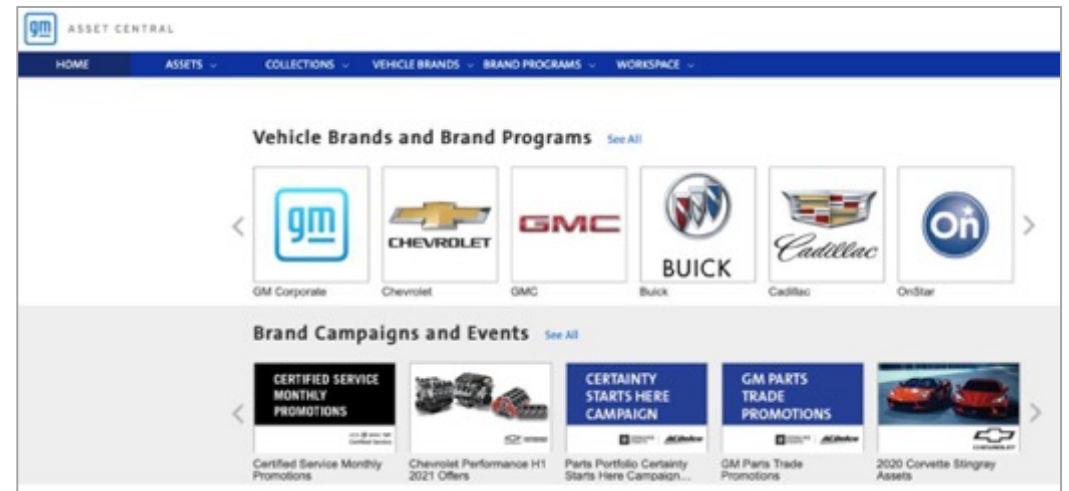 gm ASSET CENTRAL
HOME ASSETS COLLECTIONS VEHICLE BRANDS BRAND PROGRAMS WORKSPACE
Vehicle Brands and Brand Programs See All
gm CHEVROLET GMC BUICK Cadillac On
GM Corporate Chevrolet GMC Buick Cadillac OnStar
Brand Campaigns and Events See All
CERTIFIED SERVICE
MONTHLY
PROMOTIONS
Certified Service
CERTAINTY
STARTS HERE
CAMPAIGN
ACDelco
GM PARTS
TRADE
PROMOTIONS
ACDelco
CHEVROLET
Certified Service Monthly
Promotions
Chevrolet Performance H1
2021 Offers
Parts Portfolio Certainty
Starts Here Campaign...
GM Parts Trade
Promotions
2020 Corvette Stingray
Assets